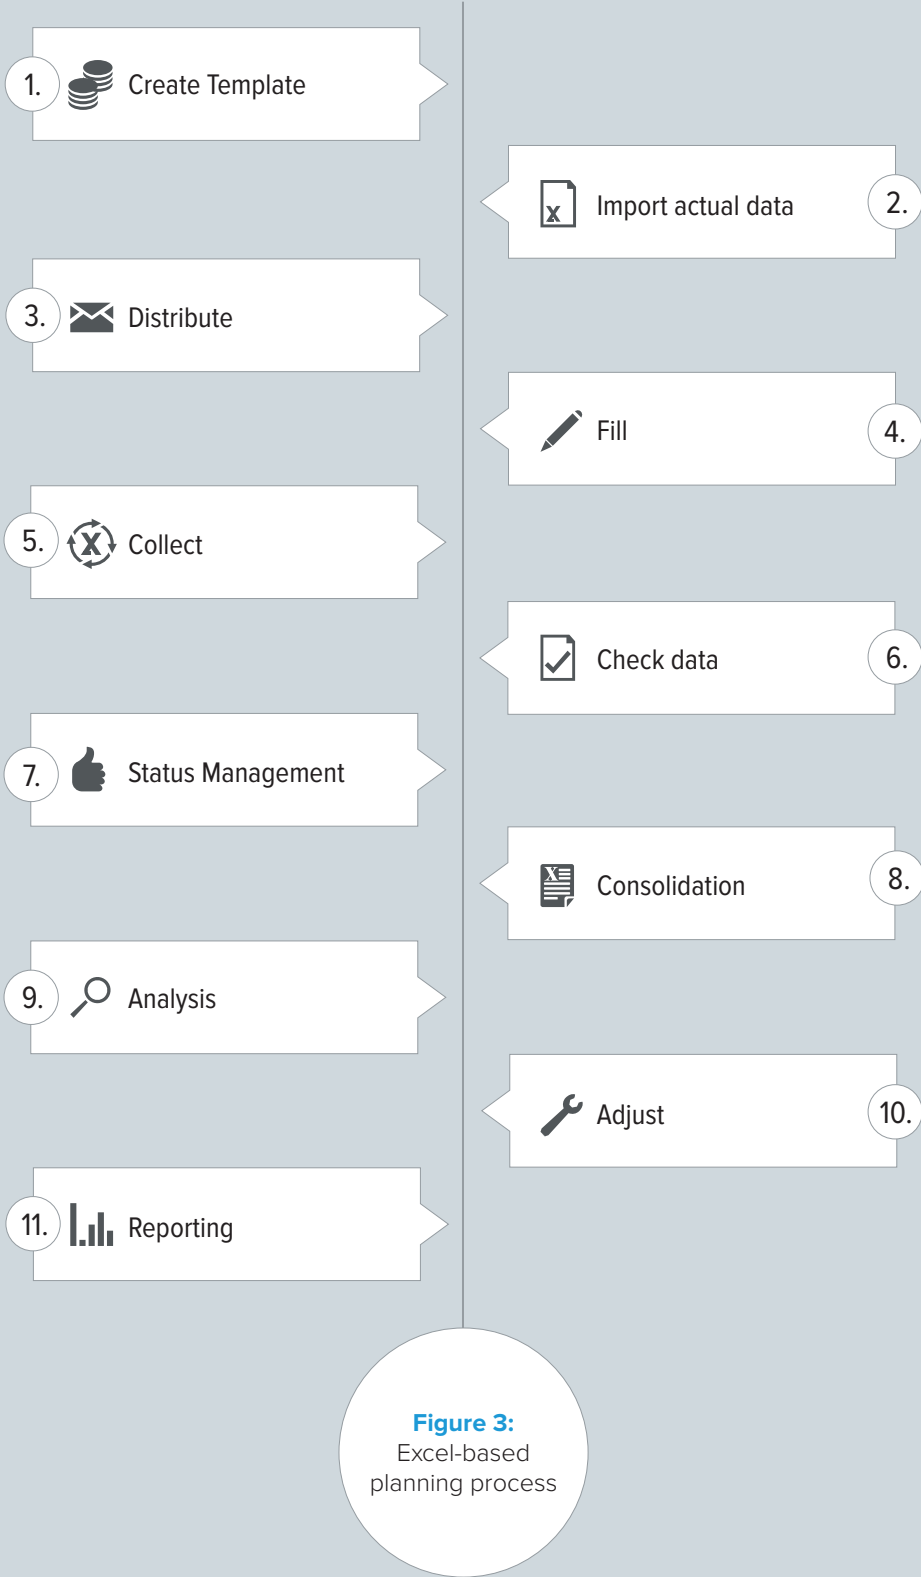 1. Create Template
2. Import actual data
3. Distribute
4. Fill
5. Collect
6. Check data
7. Status Management
8. Consolidation
9. Analysis
10. Adjust
11. Reporting
Figure 3:
Excel-based
planning process